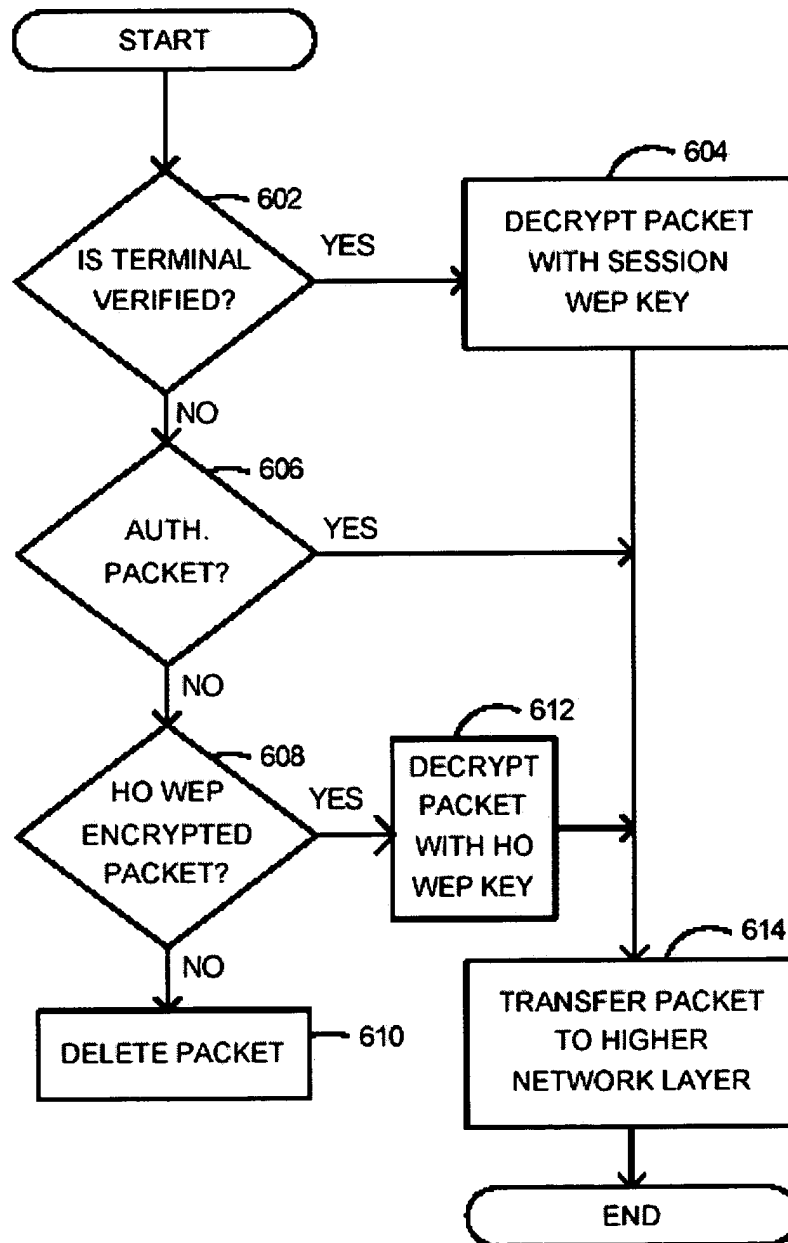 START
602
IS TERMINAL
VERIFIED?
YES
604
DECRYPT PACKET
WITH SESSION
WEP KEY
NO
606
AUTH.
PACKET?
YES
NO
608
HO WEP
ENCRYPTED
PACKET?
YES
612
DECRYPT
PACKET
WITH HO
WEP KEY
NO
DELETE PACKET
610
614
TRANSFER PACKET
TO HIGHER
NETWORK LAYER
END